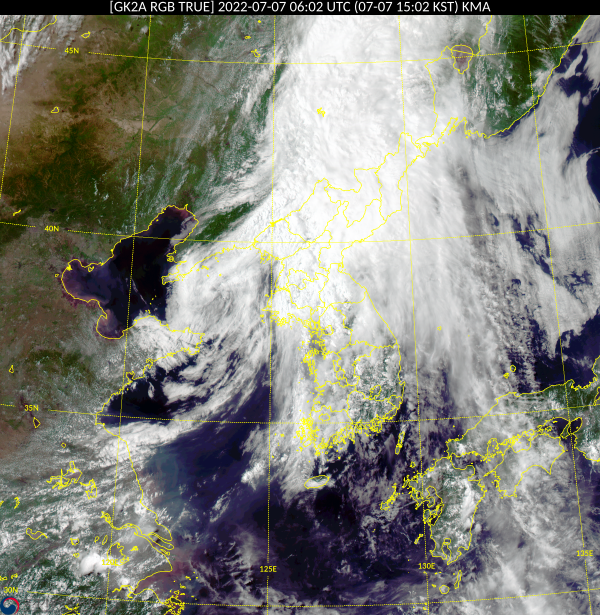 [GK2A RGB TRUE] 2022-07-07 06:02 UTC (07-07 15:02 KST) KMA
45N
40N
35N
125E
130E
135E
30N